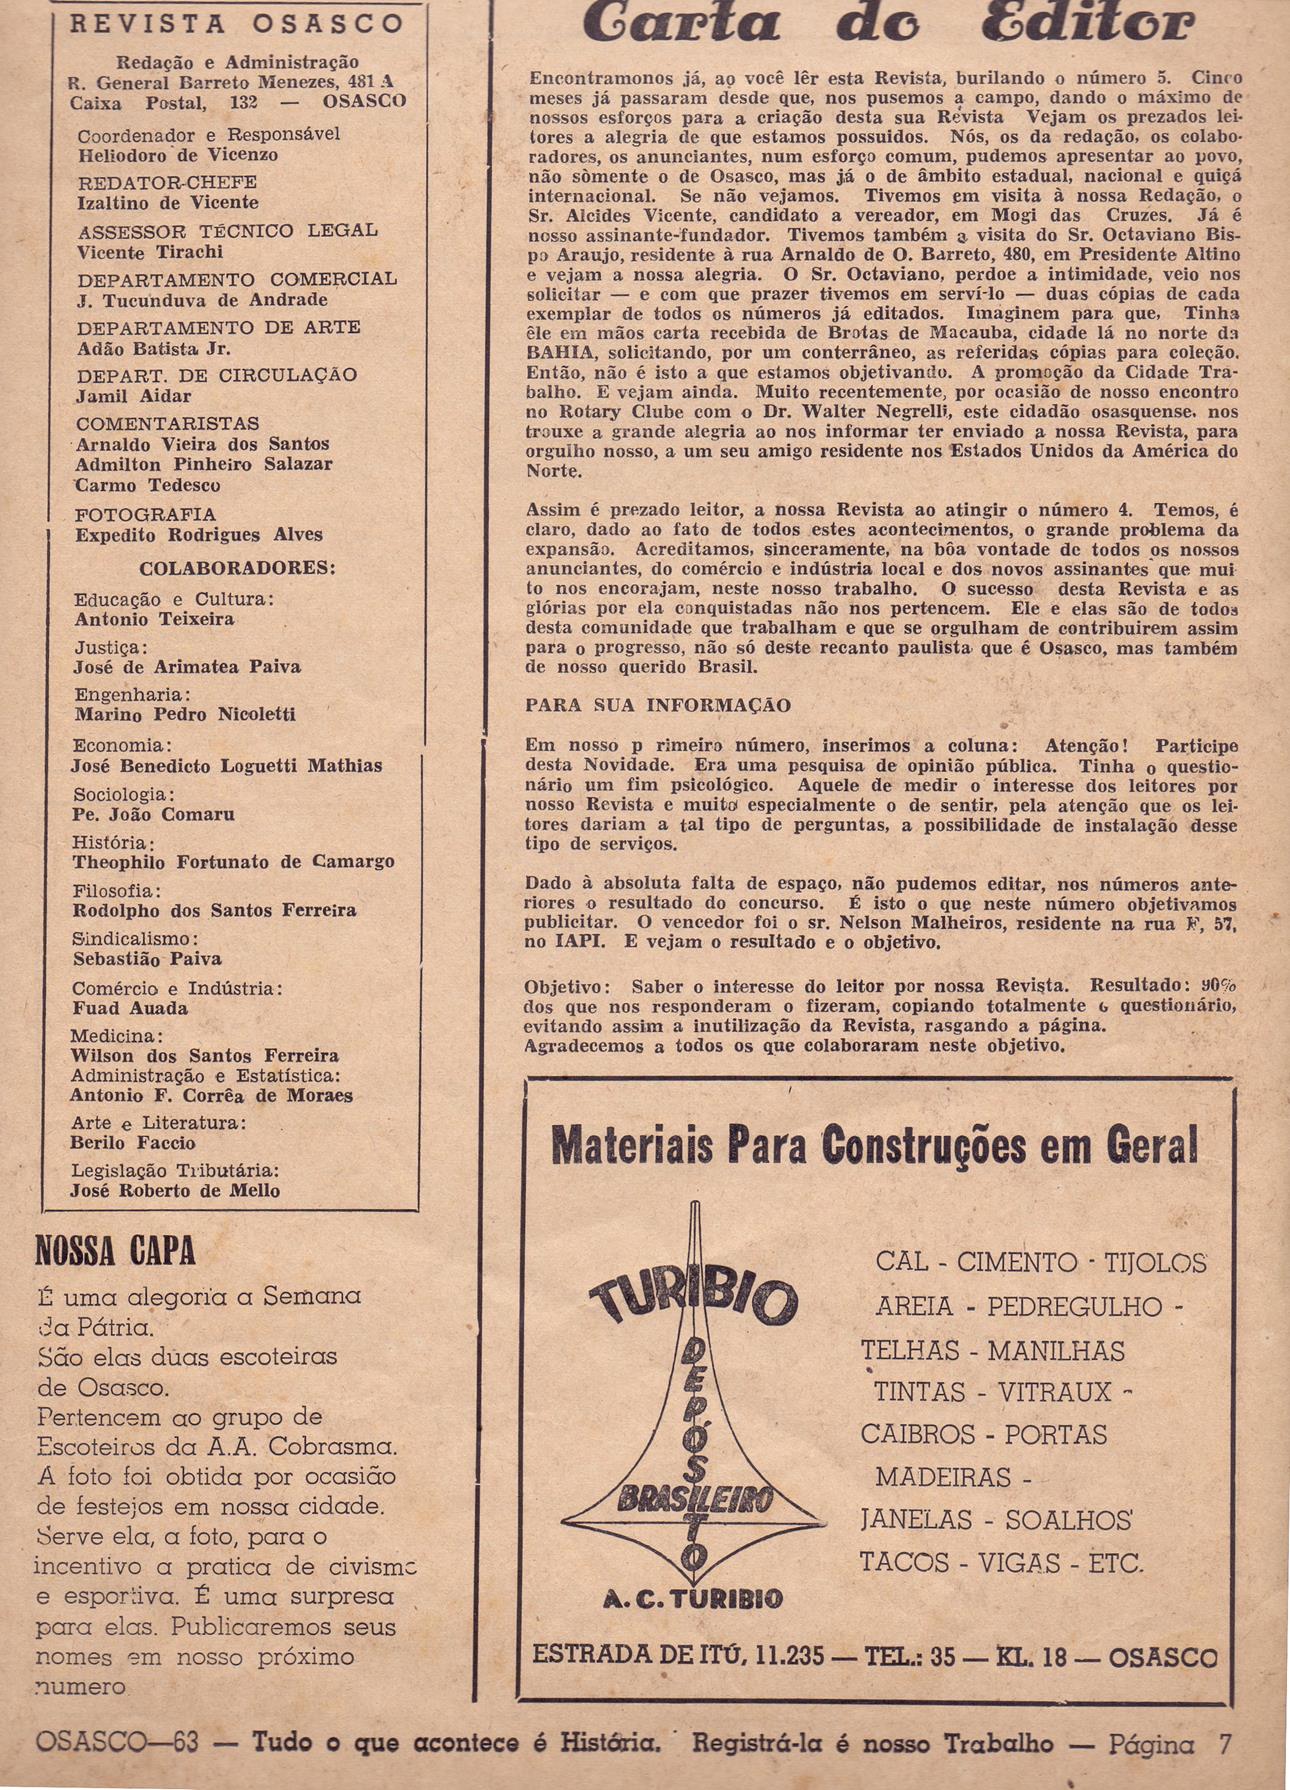 REVISTA OSASCO
Redação e Administração
R. General Barreto Menezes, 481 A
Caixa Postal, 132 — OSASCO
Coordenador e Responsável
Heliodoro de Vicenzo
REDATOR-CHEFE
Izaltino de Vicente
ASSESSOR TÉCNICO LEGAL
Vicente Tirachi
DEPARTAMENTO COMERCIAL
J. Tucunduva de Andrade
DEPARTAMENTO DE ARTE
Adão Batista Jr.
DEPART. DE CIRCULAÇÃO
Jamil Aidar
COMENTARISTAS
Arnaldo Vieira dos Santos
Admilton Pinheiro Salazar
Carmo Tedesco
FOTOGRAFIA
Expedito Rodrigues Alves
COLABORADORES:
Educação e Cultura:
Antonio Teixeira
Justiça:
José de Arimatea Paiva
Engenharia:
Marino Pedro Nicoletti
Economia:
José Benedicto Loguetti Mathias
Sociologia:
Pe. João Comaru
História:
Theophilo Fortunato de Camargo
Filosofia:
Rodolpho dos Santos Ferreira
Sindicalismo:
Sebastião Paiva
Comércio e Indústria:
Fuad Auada
Medicina:
Wilson dos Santos Ferreira
Administração e Estatística:
Antonio F. Corrêa de Moraes
Arte e Literatura:
Berilo Faccio
Legislação Tributária:
José Roberto de Mello
NOSSA CAPA
É uma alegoria a Semana
da Pátria.
São elas duas escoteiras
de Osasco.
Pertencem ao grupo de
Escoteiros da A.A. Cobrasma.
A foto foi obtida por ocasião
de festejos em nossa cidade.
Serve ela, a foto, para o
incentivo a pratica de civismo
e esportiva. É uma surpresa
para elas. Publicaremos seus
nomes em nosso próximo
numero
Carta do Editor
Encontramonos já, ao você lêr esta Revista, burilando o número 5. Cinco
meses já passaram desde que, nos pusemos a campo, dando o máximo de
nossos esforços para a criação desta sua Revista Vejam os prezados lei-
tores a alegria de que estamos possuidos. Nós, os da redação, os colabo-
radores, os anunciantes, num esforço comum, pudemos apresentar ao povo,
não sòmente o de Osasco, mas já o de âmbito estadual, nacional e quiçá
internacional. Se não vejamos. Tivemos em visita à nossa Redação, o
Sr. Alcides Vicente, candidato a vereador, em Mogi das Cruzes. Já é
nosso assinante-fundador. Tivemos também a visita do Sr. Octaviano Bis-
po Araujo, residente à rua Arnaldo de O. Barreto, 480, em Presidente Altino
e vejam a nossa alegria. O Sr. Octaviano, perdoe a intimidade, veio nos
solicitar — e com que prazer tivemos em serví-lo — duas cópias de cada
exemplar de todos os números já editados. Imaginem para que, Tinha
êle em mãos carta recebida de Brotas de Macauba, cidade lá no norte da
BAHIA, solicitando, por um conterrâneo, as referidas cópias para coleção.
Então, não é isto a que estamos objetivando. A promoção da Cidade Tra-
balho. E vejam ainda. Muito recentemente, por ocasião de nosso encontro
no Rotary Clube com o Dr. Walter Negrelli, este cidadão osasquense, nos
trouxe a grande alegria ao nos informar ter enviado a nossa Revista, para
orgulho nosso, a um seu amigo residente nos Estados Unidos da América do
Norte.
Assim é prezado leitor, a nossa Revista ao atingir o número 4. Temos, é
claro, dado ao fato de todos estes acontecimentos, o grande problema da
expansão. Acreditamos, sinceramente, na bôa vontade de todos os nossos
anunciantes, do comércio e indústria local e dos novos assinantes que mui
to nos encorajam, neste nosso trabalho. O sucesso desta Revista e as
glórias por ela conquistadas não nos pertencem. Ele e elas são de todos
desta comunidade que trabalham e que se orgulham de contribuirem assim
para o progresso, não só deste recanto paulista que é Osasco, mas também
de nosso querido Brasil.
PARA SUA INFORMAÇÃO
Em nosso p rimeiro número, inserimos a coluna: Atenção! Participe
desta Novidade. Era uma pesquisa de opinião pública. Tinha o questio-
nário um fim psicológico. Aquele de medir o interesse dos leitores por
nosso Revista e muito especialmente o de sentir, pela atenção que os lei-
tores dariam a tal tipo de perguntas, a possibilidade de instalação desse
tipo de serviços.
Dado à absoluta falta de espaço, não pudemos editar, nos números ante-
riores o resultado do concurso. É isto o que neste número objetivamos
publicitar. O vencedor foi o sr. Nelson Malheiros, residente na rua F, 57,
no IAPI. E vejam o resultado e o objetivo.
Objetivo: Saber o interesse do leitor por nossa Revista. Resultado: 90%
dos que nos responderam o fizeram, copiando totalmente o questionário,
evitando assim a inutilização da Revista, rasgando a página.
Agradecemos a todos os que colaboraram neste objetivo.
Materiais Para Construções em Geral
TURIBIO
DEPÓSITO
BRASILEIRO
A. C. TURIBIO
CAL - CIMENTO - TIJOLOS
AREIA - PEDREGULHO -
TELHAS - MANILHAS
TINTAS - VITRAUX -
CAIBROS - PORTAS
MADEIRAS -
JANELAS - SOALHOS
TACOS - VIGAS - ETC.
ESTRADA DE ITÚ, 11.235 — TEL.: 35 — KL. 18 — OSASCO
OSASCO—63 — Tudo o que acontece é História. Registrá-la é nosso Trabalho — Página 7